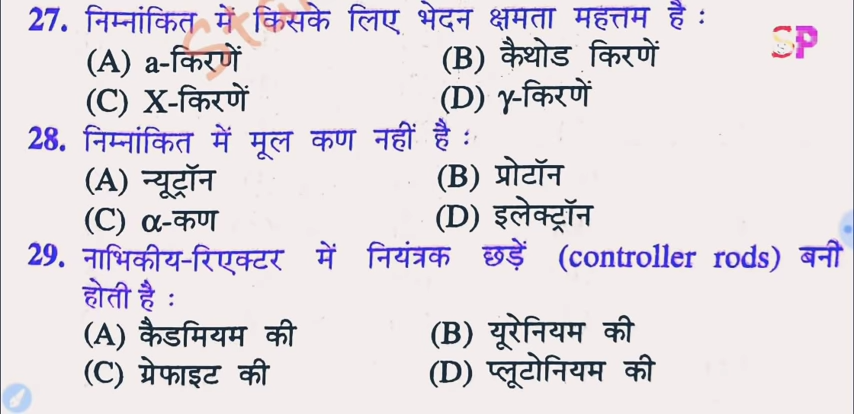 27. निम्नांकित में किसके लिए भेदन क्षमता महत्तम है :
SP
(A) a-किरणें (B) कैथोड किरणें
(C) X-किरणें (D) γ-किरणें
28. निम्नांकित में मूल कण नहीं है :
(A) न्यूट्रॉन (B) प्रोटॉन
(C) α-कण (D) इलेक्ट्रॉन
29. नाभिकीय-रिएक्टर में नियंत्रक छड़ें (controller rods) बनी
होती है :
(A) कैडमियम की (B) यूरेनियम की
(C) ग्रेफाइट की (D) प्लूटोनियम की